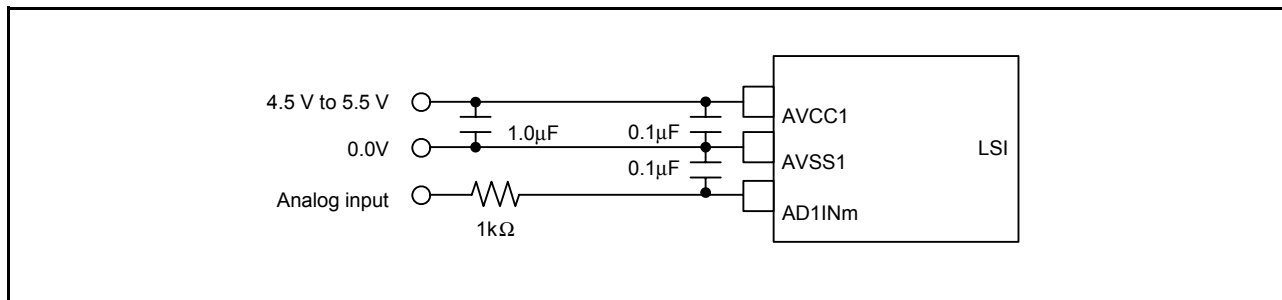 4.5 V to 5.5 V
AVCC1
1.0μF
0.1μF
0.0V
AVSS1
LSI
0.1μF
Analog input
AD1INm
1kΩ